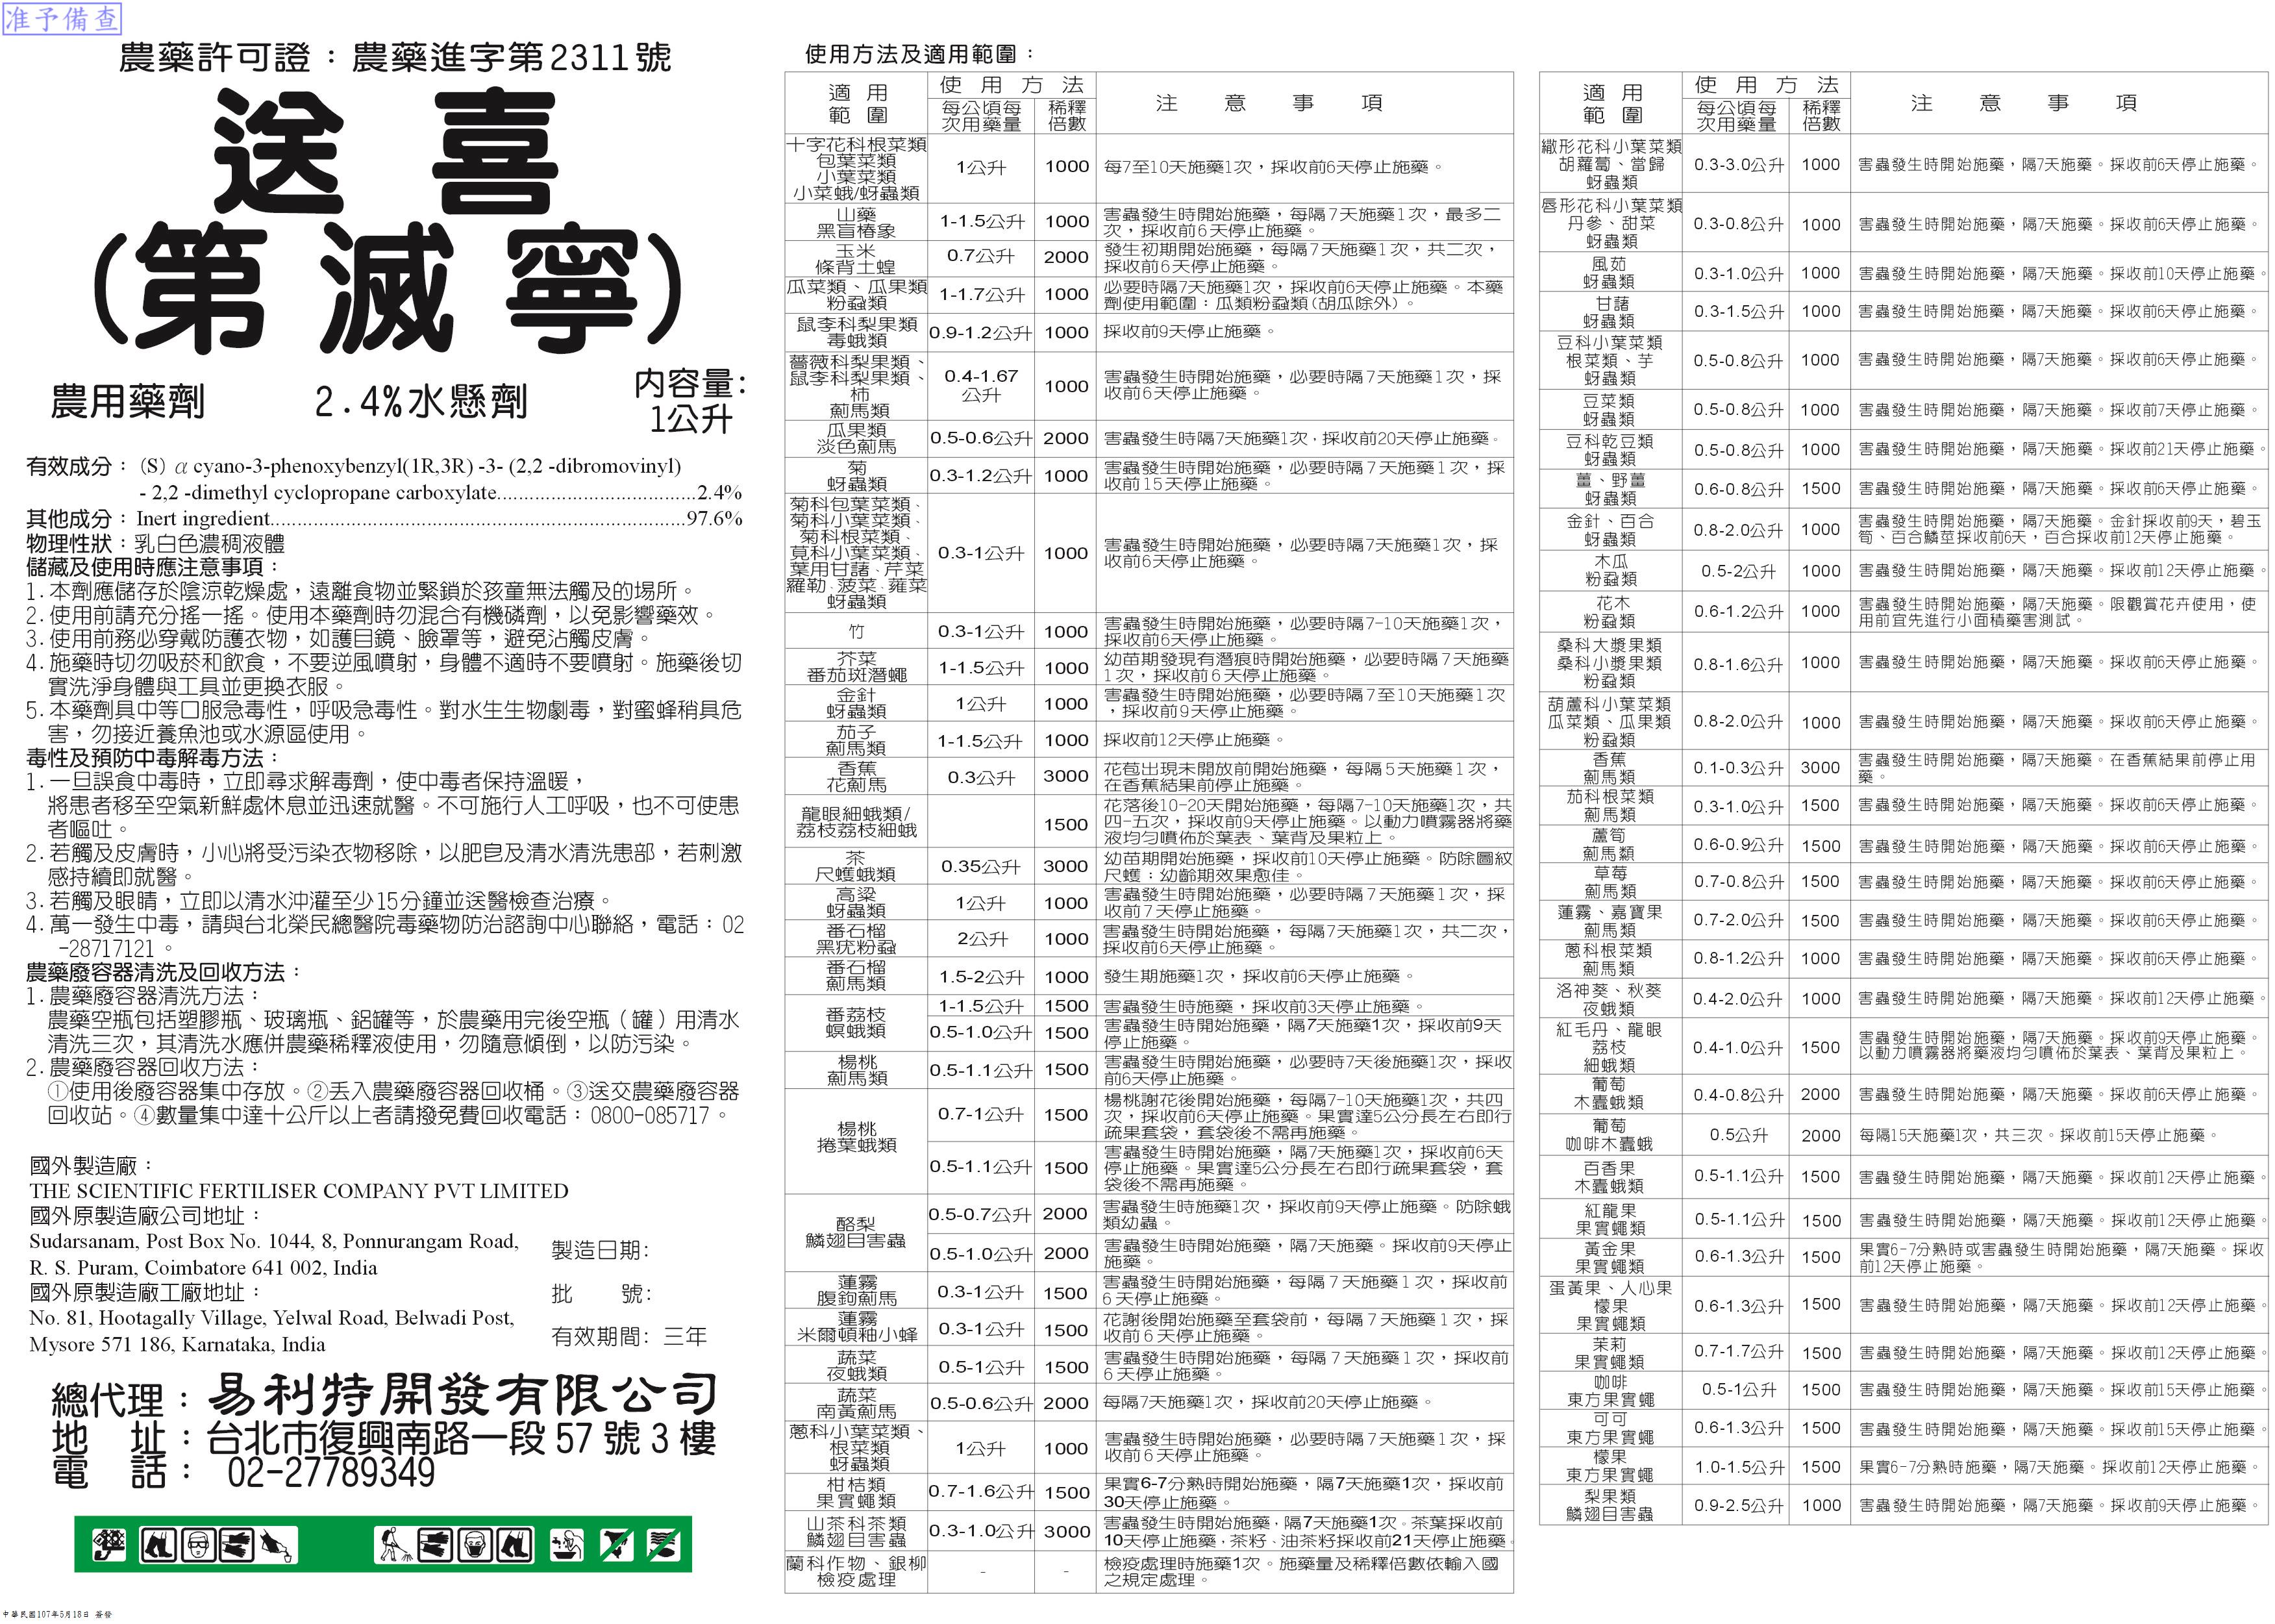 准予備查
農藥許可證：農藥進字第2311號
送喜
(第滅寧)
農用藥劑 2.4%水懸劑 內容量:
1公升
有效成分：(S) α cyano-3-phenoxybenzyl(1R,3R) -3- (2,2 -dibromovinyl)
- 2,2 -dimethyl cyclopropane carboxylate.....................................2.4%
其他成分：Inert ingredient.............................................................................97.6%
物理性狀：乳白色濃稠液體
儲藏及使用時應注意事項：
1.本劑應儲存於陰涼乾燥處，遠離食物並緊鎖於孩童無法觸及的場所。
2.使用前請充分搖一搖。使用本藥劑時勿混合有機磷劑，以免影響藥效。
3.使用前務必穿戴防護衣物，如護目鏡、臉罩等，避免沾觸皮膚。
4.施藥時切勿吸菸和飲食，不要逆風噴射，身體不適時不要噴射。施藥後切
實洗淨身體與工具並更換衣服。
5.本藥劑具中等口服急毒性，呼吸急毒性。對水生生物劇毒，對蜜蜂稍具危
害，勿接近養魚池或水源區使用。
毒性及預防中毒解毒方法：
1.一旦誤食中毒時，立即尋求解毒劑，使中毒者保持溫暖，
將患者移至空氣新鮮處休息並迅速就醫。不可施行人工呼吸，也不可使患
者嘔吐。
2.若觸及皮膚時，小心將受污染衣物移除，以肥皂及清水清洗患部，若刺激
感持續即就醫。
3.若觸及眼睛，立即以清水沖灌至少15分鐘並送醫檢查治療。
4.萬一發生中毒，請與台北榮民總醫院毒藥物防治諮詢中心聯絡，電話：02
-28717121。
農藥廢容器清洗及回收方法：
1.農藥廢容器清洗方法：
農藥空瓶包括塑膠瓶、玻璃瓶、鋁罐等，於農藥用完後空瓶（罐）用清水
清洗三次，其清洗水應併農藥稀釋液使用，勿隨意傾倒，以防污染。
2.農藥廢容器回收方法：
①使用後廢容器集中存放。②丟入農藥廢容器回收桶。③送交農藥廢容器
回收站。④數量集中達十公斤以上者請撥免費回收電話：0800-085717。
國外製造廠：
THE SCIENTIFIC FERTILISER COMPANY PVT LIMITED
國外原製造廠公司地址：
Sudarsanam, Post Box No. 1044, 8, Ponnurangam Road,
R. S. Puram, Coimbatore 641 002, India
國外原製造廠工廠地址：
No. 81, Hootagally Village, Yelwal Road, Belwadi Post,
Mysore 571 186, Karnataka, India
製造日期:
批 號:
有效期間: 三年
總代理：易利特開發有限公司
地 址：台北市復興南路一段57號3樓
電 話： 02-27789349
中華民國107年5月18日 簽發
使用方法及適用範圍：
適用 使用方法 注意事項
範圍 每公頃每 稀釋
次用藥量 倍數
十字花科根菜類
包葉菜類 1公升 1000 每7至10天施藥1次，採收前6天停止施藥。
小葉菜類
小菜蛾/蚜蟲類
山藥 1-1.5公升 1000 害蟲發生時開始施藥，每隔7天施藥1次，最多二
黑盲椿象 次，採收前6天停止施藥。
玉米 0.7公升 2000 發生初期開始施藥，每隔7天施藥1次，共二次，
條背土蝗 採收前6天停止施藥。
瓜菜類、瓜果類 1-1.7公升 1000 必要時隔7天施藥1次，採收前6天停止施藥。本藥
粉蝨類 劑使用範圍：瓜類粉蝨類(胡瓜除外)。
鼠李科梨果類 0.9-1.2公升 1000 採收前9天停止施藥。
毒蛾類
薔薇科梨果類、
鼠李科梨果類、 0.4-1.67 1000 害蟲發生時開始施藥，必要時隔7天施藥1次，採
柿 公升 收前6天停止施藥。
薊馬類
瓜果類 0.5-0.6公升 2000 害蟲發生時隔7天施藥1次，採收前20天停止施藥。
淡色薊馬
菊 0.3-1.2公升 1000 害蟲發生時開始施藥，必要時隔7天施藥1次，採
蚜蟲類 收前15天停止施藥。
菊科包葉菜類、
菊科小葉菜類、
菊科根菜類、
莧科小葉菜類、 0.3-1公升 1000 害蟲發生時開始施藥，必要時隔7天施藥1次，採
葉用甘藷、芹菜 收前6天停止施藥。
羅勒、菠菜、蕹菜
蚜蟲類
竹 0.3-1公升 1000 害蟲發生時開始施藥，必要時隔7-10天施藥1次，
採收前6天停止施藥。
芥菜 1-1.5公升 1000 幼苗期發現有潛痕時開始施藥，必要時隔7天施藥
番茄斑潛蠅 1次，採收前6天停止施藥。
金針 1公升 1000 害蟲發生時開始施藥，必要時隔7至10天施藥1次
蚜蟲類 ，採收前9天停止施藥。
茄子 1-1.5公升 1000 採收前12天停止施藥。
薊馬類
香蕉 0.3公升 3000 花苞出現未開放前開始施藥，每隔5天施藥1次，
花薊馬 在香蕉結果前停止施藥。
龍眼細蛾類/ 1500 花落後10-20天開始施藥，每隔7-10天施藥1次，共
荔枝荔枝細蛾 四-五次，採收前9天停止施藥。以動力噴霧器將藥
液均勻噴佈於葉表、葉背及果粒上。
茶 0.35公升 3000 幼苗期開始施藥，採收前10天停止施藥。防除圖紋
尺蠖蛾類 尺蠖：幼齡期效果愈佳。
高粱 1公升 1000 害蟲發生時開始施藥，必要時隔7天施藥1次，採
蚜蟲類 收前7天停止施藥。
番石榴 2公升 1000 害蟲發生時開始施藥，每隔7天施藥1次，共二次，
黑疣粉蝨 採收前6天停止施藥。
番石榴 1.5-2公升 1000 發生期施藥1次，採收前6天停止施藥。
薊馬類
番荔枝 1-1.5公升 1500 害蟲發生時施藥，採收前3天停止施藥。
螟蛾類 0.5-1.0公升 1500 害蟲發生時開始施藥，隔7天施藥1次，採收前9天
停止施藥。
楊桃 0.5-1.1公升 1500 害蟲發生時開始施藥，必要時7天後施藥1次，採收
薊馬類 前6天停止施藥。
楊桃 0.7-1公升 1500 楊桃謝花後開始施藥，每隔7-10天施藥1次，共四
捲葉蛾類 次，採收前6天停止施藥。果實達5公分長左右即行
疏果套袋，套袋後不需再施藥。
0.5-1.1公升 1500 害蟲發生時開始施藥，隔7天施藥1次，採收前6天
停止施藥。果實達5公分長左右即行疏果套袋，套
袋後不需再施藥。
酪梨 0.5-0.7公升 2000 害蟲發生時施藥1次，採收前9天停止施藥。防除蛾
鱗翅目害蟲 類幼蟲。
0.5-1.0公升 2000 害蟲發生時開始施藥，隔7天施藥。採收前9天停止
施藥。
蓮霧 0.3-1公升 1500 害蟲發生時開始施藥，每隔7天施藥1次，採收前
腹鉤薊馬 6天停止施藥。
蓮霧 0.3-1公升 1500 花謝後開始施藥至套袋前，每隔7天施藥1次，採
米爾頓釉小蜂 收前6天停止施藥。
蔬菜 0.5-1公升 1500 害蟲發生時開始施藥，每隔7天施藥1次，採收前
夜蛾類 6天停止施藥。
蔬菜 0.5-0.6公升 2000 每隔7天施藥1次，採收前20天停止施藥。
南黃薊馬
蔥科小葉菜類、 1公升 1000 害蟲發生時開始施藥，必要時隔7天施藥1次，採
根菜類 收前6天停止施藥。
蚜蟲類
柑桔類 0.7-1.6公升 1500 果實6-7分熟時開始施藥，隔7天施藥1次，採收前
果實蠅類 30天停止施藥。
山茶科茶類 0.3-1.0公升 3000 害蟲發生時開始施藥，隔7天施藥1次。茶葉採收前
鱗翅目害蟲 10天停止施藥，茶籽、油茶籽採收前21天停止施藥。
蘭科作物、銀柳 - - 檢疫處理時施藥1次。施藥量及稀釋倍數依輸入國
檢疫處理 之規定處理。
適用 使用方法 注意事項
範圍 每公頃每 稀釋
次用藥量 倍數
繖形花科小葉菜類
胡蘿蔔、當歸 0.3-3.0公升 1000 害蟲發生時開始施藥，隔7天施藥。採收前6天停止施藥。
蚜蟲類
唇形花科小葉菜類
丹參、甜菜 0.3-0.8公升 1000 害蟲發生時開始施藥，隔7天施藥。採收前6天停止施藥。
蚜蟲類
風茹 0.3-1.0公升 1000 害蟲發生時開始施藥，隔7天施藥。採收前10天停止施藥。
蚜蟲類
甘藷 0.3-1.5公升 1000 害蟲發生時開始施藥，隔7天施藥。採收前6天停止施藥。
蚜蟲類
豆科小葉菜類
根菜類、芋 0.5-0.8公升 1000 害蟲發生時開始施藥，隔7天施藥。採收前6天停止施藥。
蚜蟲類
豆菜類 0.5-0.8公升 1000 害蟲發生時開始施藥，隔7天施藥。採收前7天停止施藥。
蚜蟲類
豆科乾豆類 0.5-0.8公升 1000 害蟲發生時開始施藥，隔7天施藥。採收前21天停止施藥。
蚜蟲類
薑、野薑 0.6-0.8公升 1500 害蟲發生時開始施藥，隔7天施藥。採收前6天停止施藥。
蚜蟲類
金針、百合 0.8-2.0公升 1000 害蟲發生時開始施藥，隔7天施藥。金針採收前9天，碧玉
蚜蟲類 筍、百合鱗莖採收前6天，百合採收前12天停止施藥。
木瓜 0.5-2公升 1000 害蟲發生時開始施藥，隔7天施藥。採收前12天停止施藥。
粉蝨類
花木 0.6-1.2公升 1000 害蟲發生時開始施藥，隔7天施藥。限觀賞花卉使用，使
粉蝨類 用前宜先進行小面積藥害測試。
桑科大漿果類
桑科小漿果類 0.8-1.6公升 1000 害蟲發生時開始施藥，隔7天施藥。採收前6天停止施藥。
粉蝨類
葫蘆科小葉菜類
瓜菜類、瓜果類 0.8-2.0公升 1000 害蟲發生時開始施藥，隔7天施藥。採收前6天停止施藥。
粉蝨類
香蕉 0.1-0.3公升 3000 害蟲發生時開始施藥，隔7天施藥。在香蕉結果前停止用
薊馬類 藥。
茄科根菜類 0.3-1.0公升 1500 害蟲發生時開始施藥，隔7天施藥。採收前6天停止施藥。
薊馬類
蘆筍 0.6-0.9公升 1500 害蟲發生時開始施藥，隔7天施藥。採收前6天停止施藥。
薊馬類
草莓 0.7-0.8公升 1500 害蟲發生時開始施藥，隔7天施藥。採收前6天停止施藥。
薊馬類
蓮霧、嘉寶果 0.7-2.0公升 1500 害蟲發生時開始施藥，隔7天施藥。採收前6天停止施藥。
薊馬類
蔥科根菜類 0.8-1.2公升 1000 害蟲發生時開始施藥，隔7天施藥。採收前6天停止施藥。
薊馬類
洛神葵、秋葵 0.4-2.0公升 1000 害蟲發生時開始施藥，隔7天施藥。採收前12天停止施藥。
夜蛾類
紅毛丹、龍眼 0.4-1.0公升 1500 害蟲發生時開始施藥，隔7天施藥。採收前9天停止施藥。
荔枝 以動力噴霧器將藥液均勻噴佈於葉表、葉背及果粒上。
細蛾類
葡萄 0.4-0.8公升 2000 害蟲發生時開始施藥，隔7天施藥。採收前6天停止施藥。
木蠹蛾類
葡萄 0.5公升 2000 每隔15天施藥1次，共三次。採收前15天停止施藥。
咖啡木蠹蛾
百香果 0.5-1.1公升 1500 害蟲發生時開始施藥，隔7天施藥。採收前12天停止施藥。
木蠹蛾類
紅龍果 0.5-1.1公升 1500 害蟲發生時開始施藥，隔7天施藥。採收前12天停止施藥。
果實蠅類
黃金果 0.6-1.3公升 1500 果實6-7分熟時或害蟲發生時開始施藥，隔7天施藥。採收
果實蠅類 前12天停止施藥。
蛋黃果、人心果
檬果 0.6-1.3公升 1500 害蟲發生時開始施藥，隔7天施藥。採收前12天停止施藥。
果實蠅類
茉莉 0.7-1.7公升 1500 害蟲發生時開始施藥，隔7天施藥。採收前12天停止施藥。
果實蠅類
咖啡 0.5-1公升 1500 害蟲發生時開始施藥，隔7天施藥。採收前15天停止施藥。
東方果實蠅
可可 0.6-1.3公升 1500 害蟲發生時開始施藥，隔7天施藥。採收前15天停止施藥。
東方果實蠅
檬果 1.0-1.5公升 1500 果實6-7分熟時施藥，隔7天施藥。採收前12天停止施藥。
東方果實蠅
梨果類 0.9-2.5公升 1000 害蟲發生時開始施藥，隔7天施藥。採收前9天停止施藥。
鱗翅目害蟲